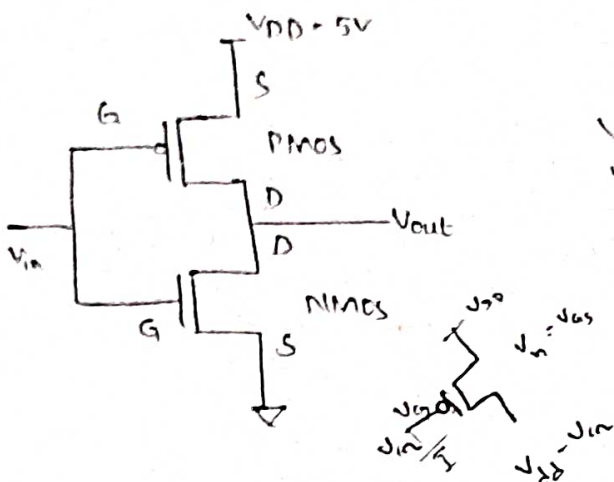 VDD = 5V
S
G
PMOS
D
Vin
Vout
D
NMOS
G
S
Vin = VGS
Vin
Vdd - Vin